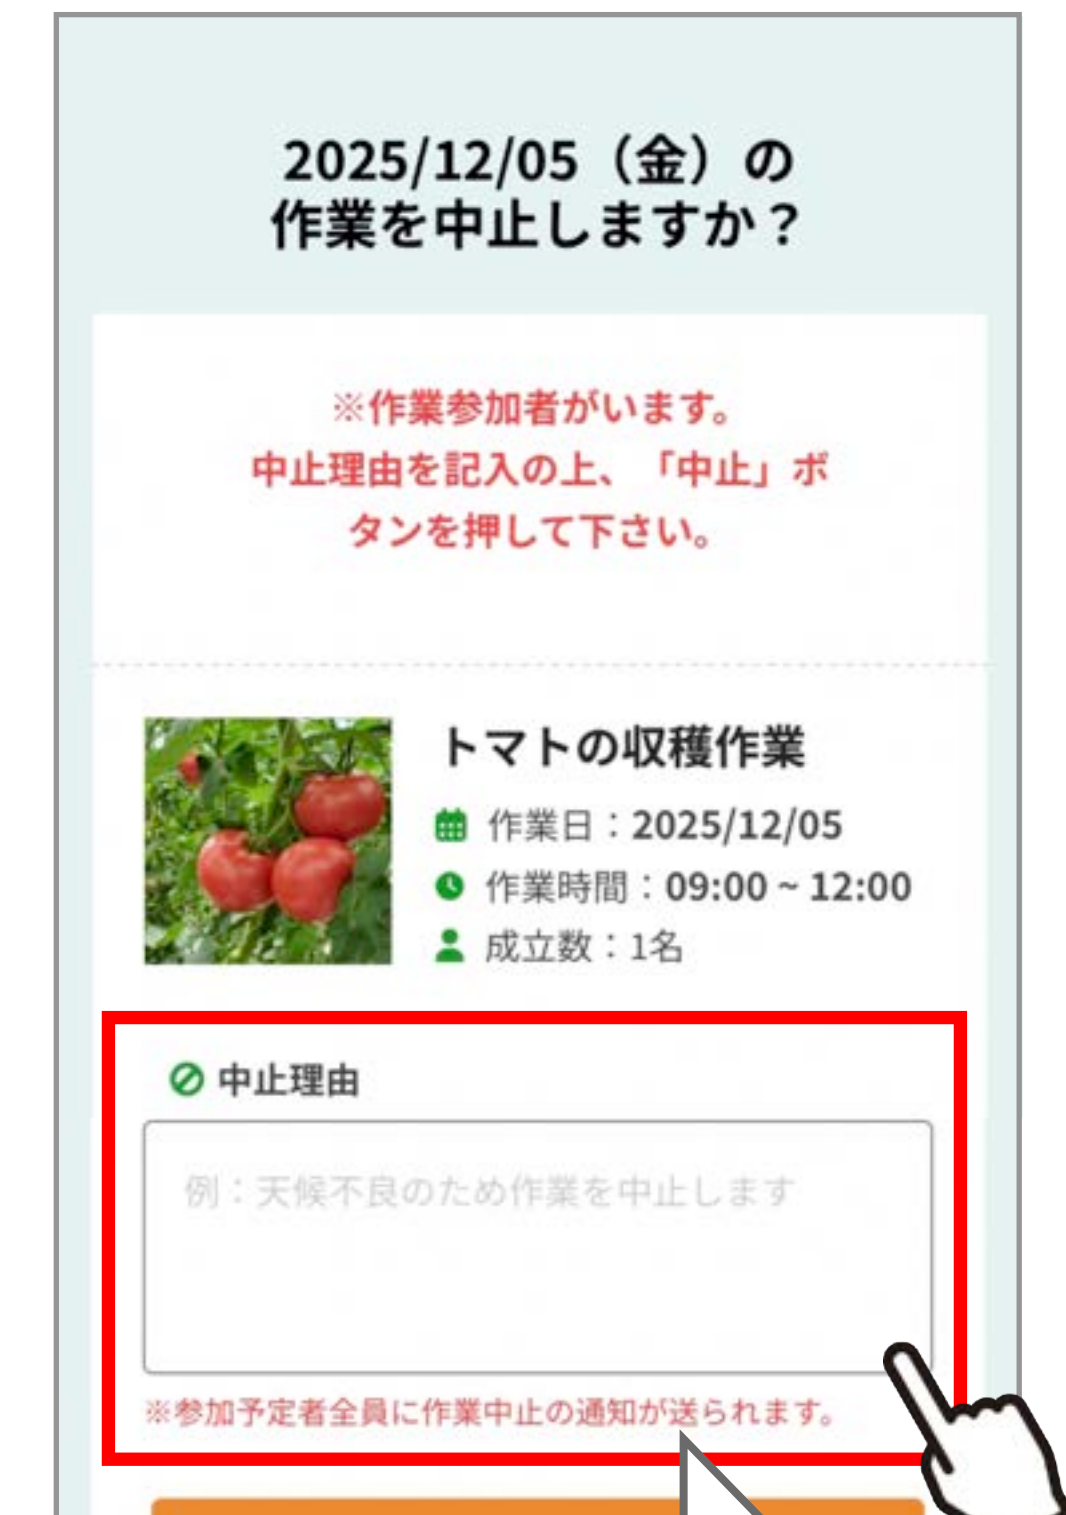 2025/12/05（金）の
作業を中止しますか？
※作業参加者がいます。
中止理由を記入の上、「中止」ボ
タンを押して下さい。
トマトの収穫作業
作業日：2025/12/05
作業時間：09:00 ~ 12:00
成立数：1名
中止理由
例：天候不良のため作業を中止します
※参加予定者全員に作業中止の通知が送られます。